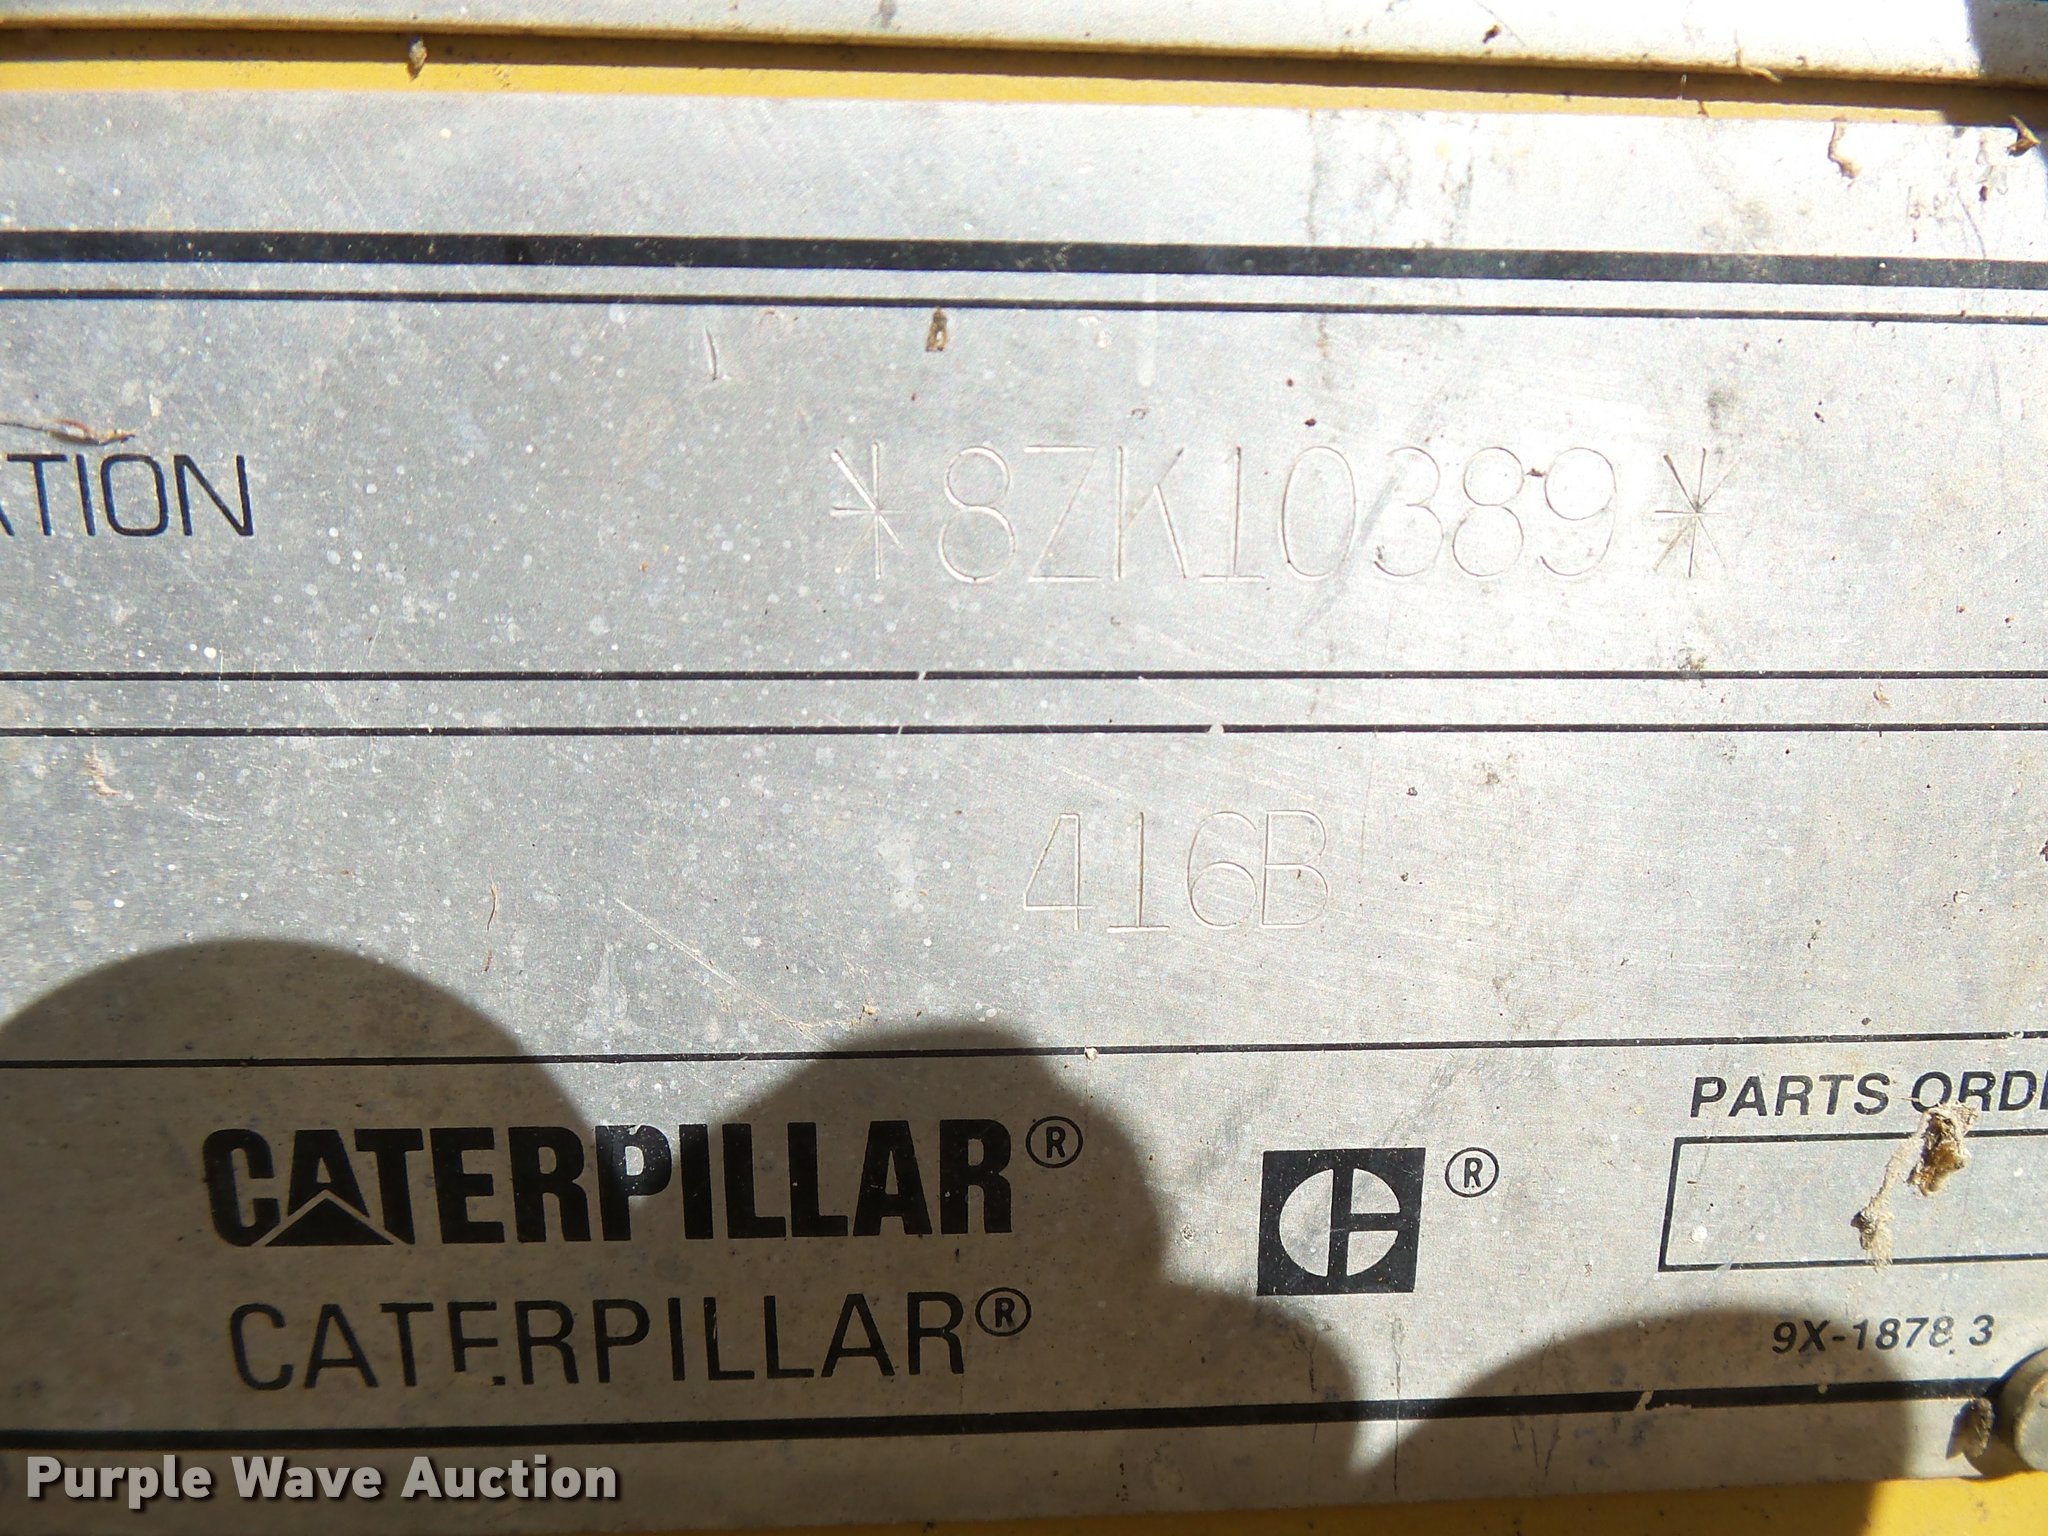 ATION *8ZK10389*
416B
CATERPILLAR®
CATERPILLAR®
®
PARTS ORDE
9X-1878 3
Purple Wave Auction